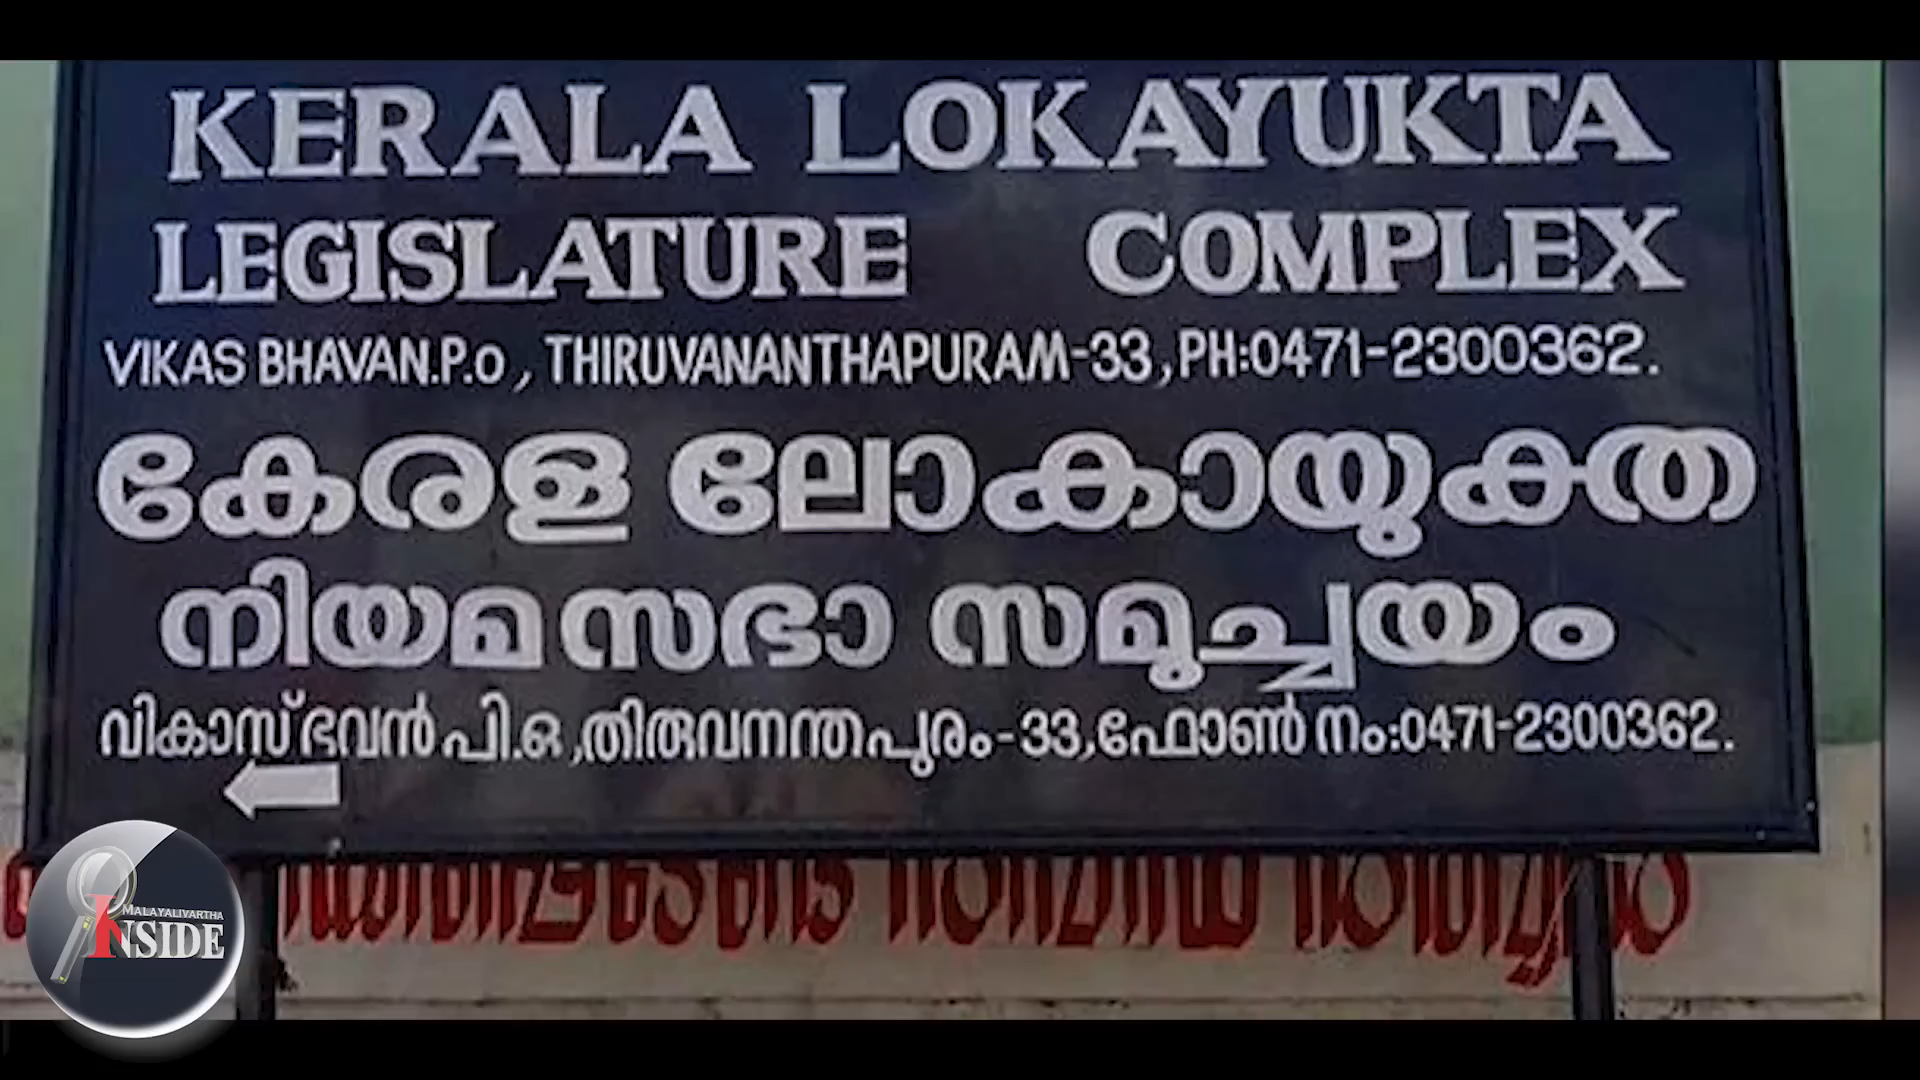 KERALA LOKAYUKTA
LEGISLATURE COMPLEX
VIKAS BHAVAN.P.O, THIRUVANANTHAPURAM-33, PH:0471-2300362.
കേരള ലോകായുക്ത
നിയമസഭാ സമുച്ചയം
വികാസ് ഭവൻ പി.ഒ, തിരുവനന്തപുരം-33, ഫോൺ നം:0471-2300362.
MALAYALIVARTHA
INSIDE